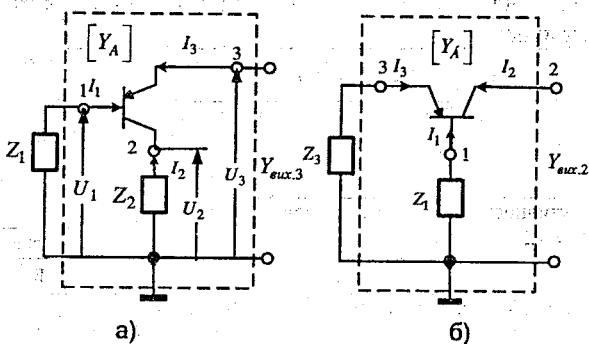 [Y_A]
I_3
3
1
I_1
2
I_2
Z_1
Z_2
U_1
U_2
U_3
Y_вих.3
а)
[Y_Á]
3
I_3
I_2
2
I_1
1
Z_3
Z_1
Y_вих.2
б)